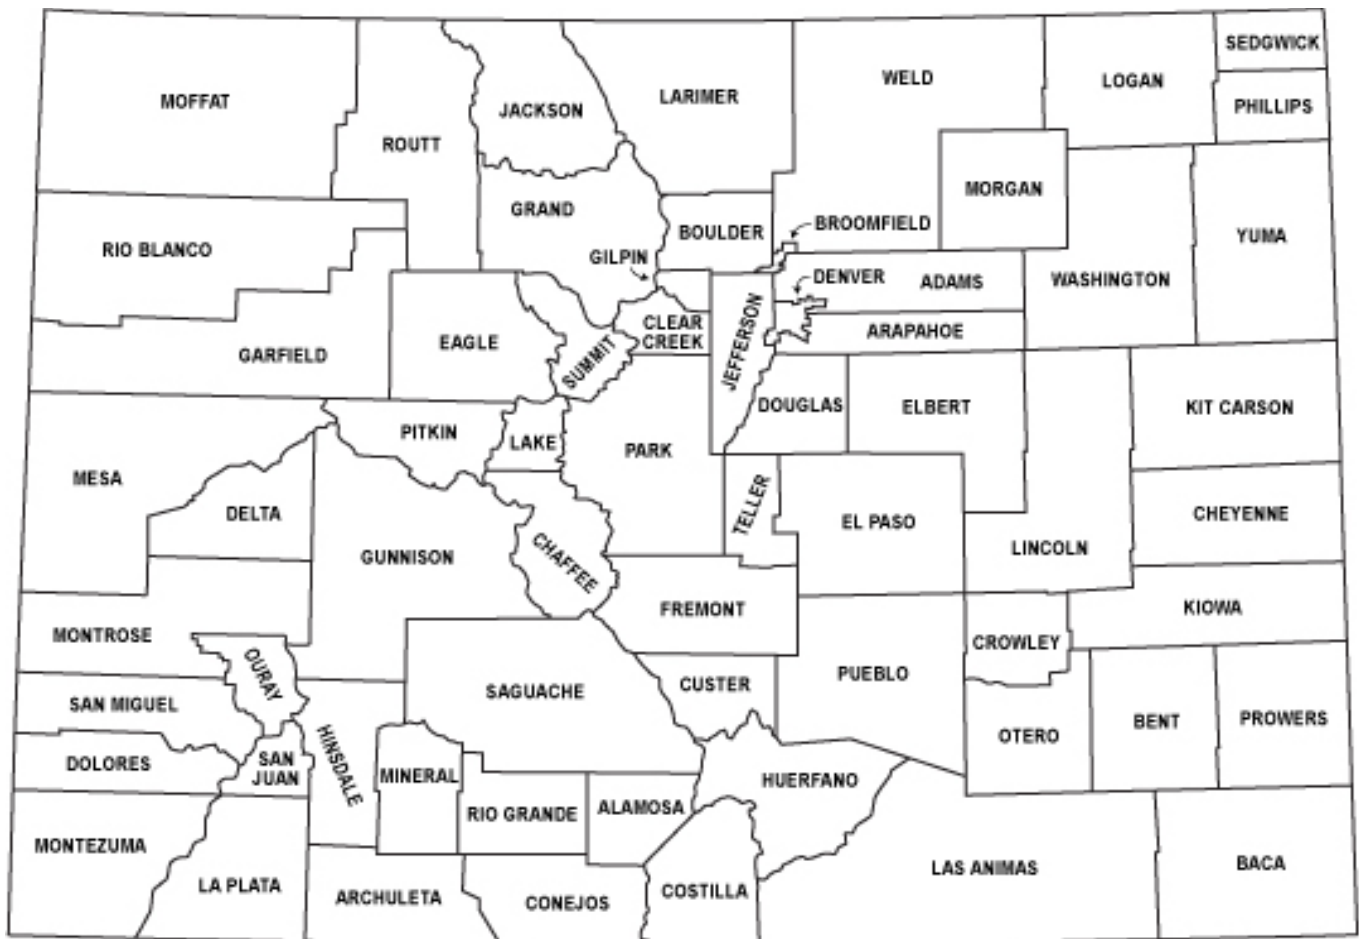 SEDGWICK
WELD
LOGAN
MOFFAT
LARIMER
JACKSON
PHILLIPS
ROUTT
MORGAN
GRAND
BROOMFIELD
BOULDER
YUMA
RIO BLANCO
GILPIN
DENVER
ADAMS
WASHINGTON
CLEAR
CREEK
JEFFERSON
ARAPAHOE
EAGLE
GARFIELD
SUMMIT
DOUGLAS
ELBERT
KIT CARSON
PITKIN
LAKE
PARK
MESA
TELLER
DELTA
EL PASO
CHEYENNE
LINCOLN
GUNNISON
CHAFFEE
FREMONT
KIOWA
MONTROSE
CROWLEY
OURAY
PUEBLO
CUSTER
SAGUACHE
SAN MIGUEL
BENT
PROWERS
OTERO
DOLORES
SAN
JUAN
HINSDALE
MINERAL
HUERFANO
ALAMOSA
RIO GRANDE
MONTEZUMA
LAS ANIMAS
BACA
LA PLATA
ARCHULETA
CONEJOS
COSTILLA